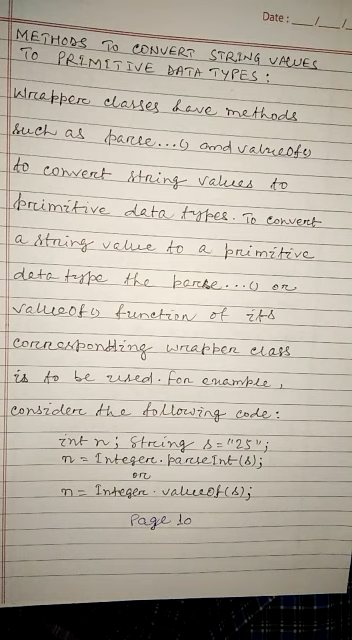 Date: __/__/__
METHODS TO CONVERT STRING VALUES
TO PRIMITIVE DATA TYPES :
Wrapper classes have methods
such as parse...() and valueOf()
to convert string values to
primitive data types. To convert
a string value to a primitive
data type the parse...() or
valueOf() function of its
corresponding wrapper class
is to be used. For example,
consider the following code:
int n; String s="25";
n = Integer.parseInt(s);
or
n = Integer.valueOf(s);
Page 10